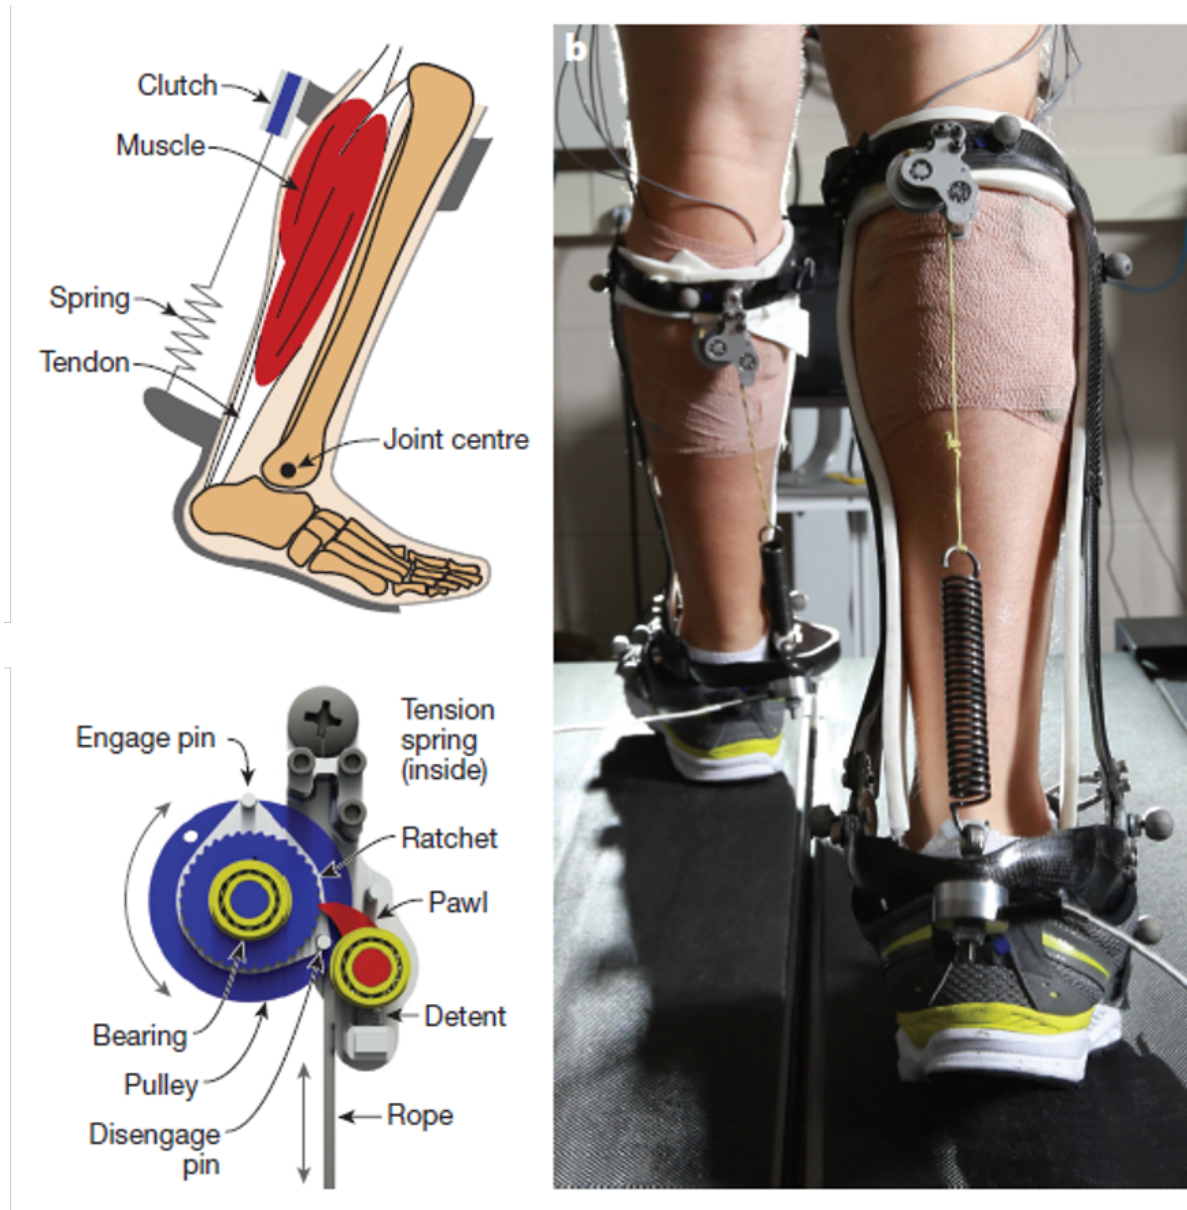 Clutch
Muscle
Spring
Tendon
Joint centre
b
Engage pin
Tension
spring
(inside)
Ratchet
Pawl
Detent
Bearing
Pulley
Rope
Disengage
pin